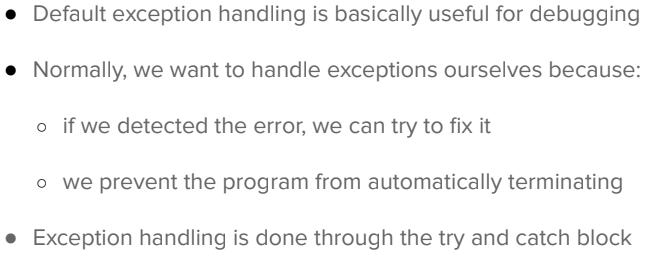 ● Default exception handling is basically useful for debugging
● Normally, we want to handle exceptions ourselves because:
○ if we detected the error, we can try to fix it
○ we prevent the program from automatically terminating
● Exception handling is done through the try and catch block